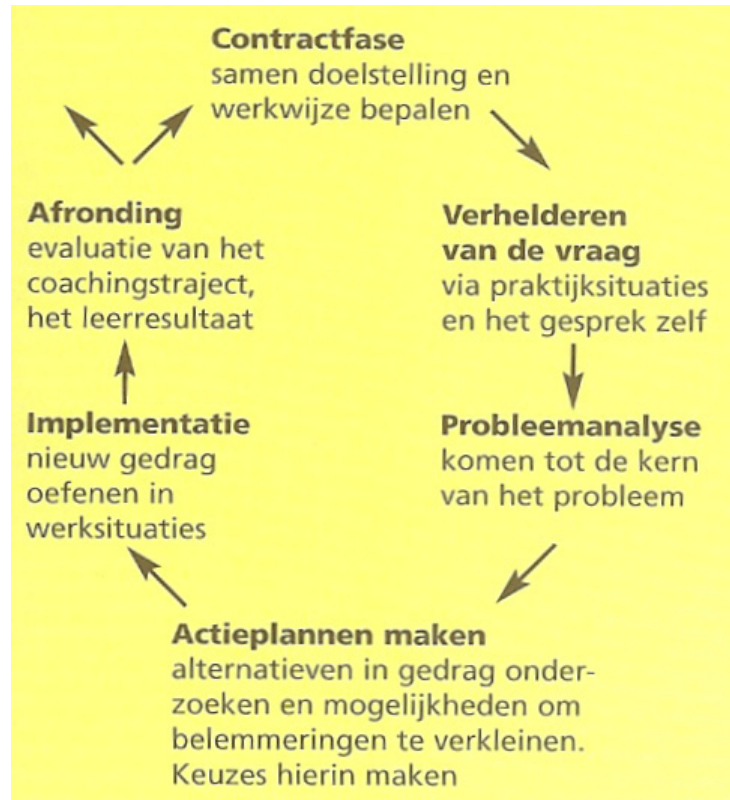 Contractfase
samen doelstelling en
werkwijze bepalen
Verhelderen
van de vraag
via praktijksituaties
en het gesprek zelf
Probleemanalyse
komen tot de kern
van het probleem
Actieplannen maken
alternatieven in gedrag onder-
zoeken en mogelijkheden om
belemmeringen te verkleinen.
Keuzes hierin maken
Implementatie
nieuw gedrag
oefenen in
werksituaties
Afronding
evaluatie van het
coachingstraject,
het leerresultaat